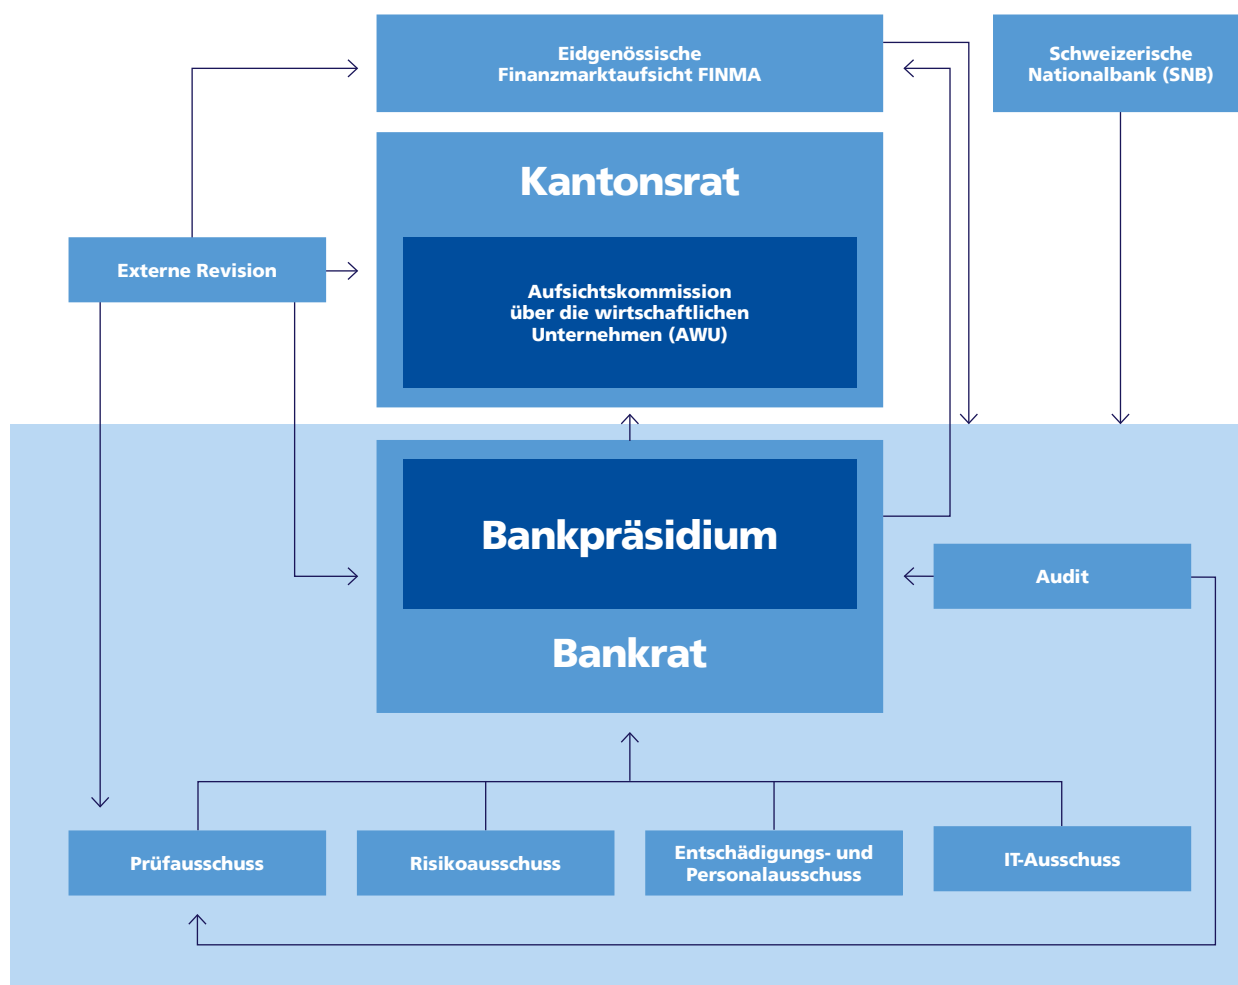 Eidgenössische
Finanzmarktaufsicht FINMA
Schweizerische
Nationalbank (SNB)
Kantonsrat
Externe Revision
Aufsichtskommission
über die wirtschaftlichen
Unternehmen (AWU)
Bankpräsidium
Audit
Bankrat
Prüfausschuss
Risikoausschuss
Entschädigungs- und
Personalausschuss
IT-Ausschuss